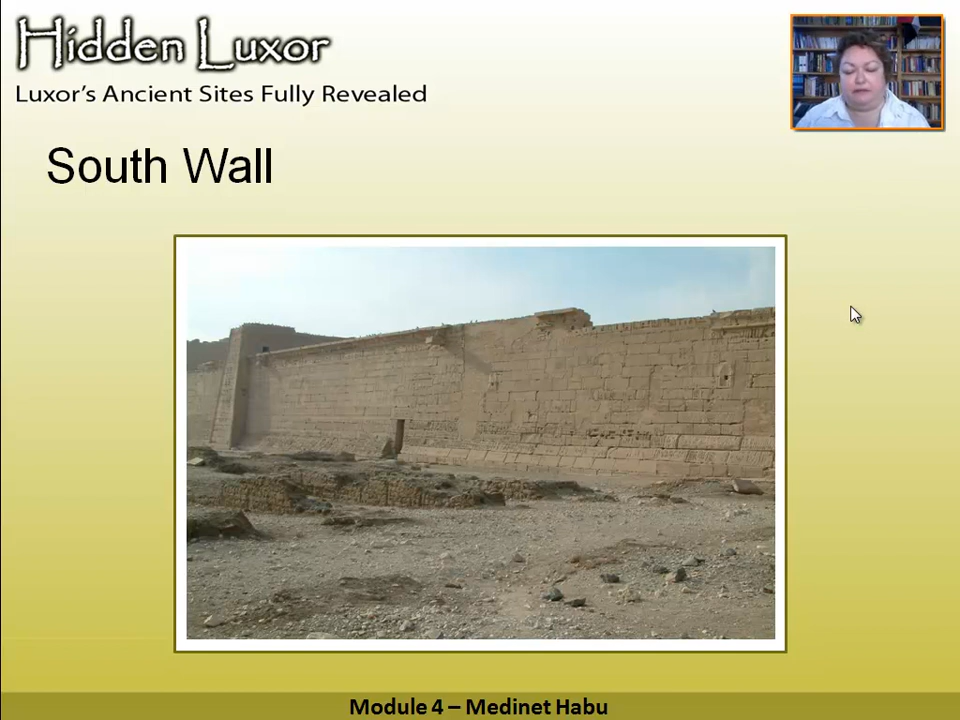 Hidden Luxor
Luxor's Ancient Sites Fully Revealed
South Wall
Module 4 – Medinet Habu